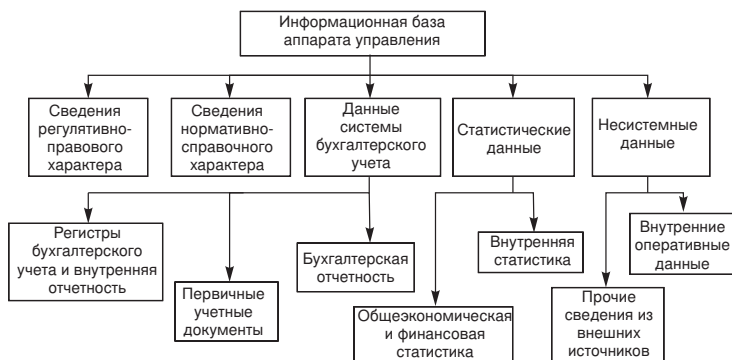 Информационная база
аппарата управления
Сведения
регулятивно-
правового
характера
Сведения
нормативно-
справочного
характера
Данные
системы
бухгалтерского
учета
Статистические
данные
Несистемные
данные
Регистры
бухгалтерского
учета и внутренняя
отчетность
Первичные
учетные
документы
Бухгалтерская
отчетность
Общеэкономическая
и финансовая
статистика
Внутренняя
статистика
Прочие
сведения из
внешних
источников
Внутренние
оперативные
данные